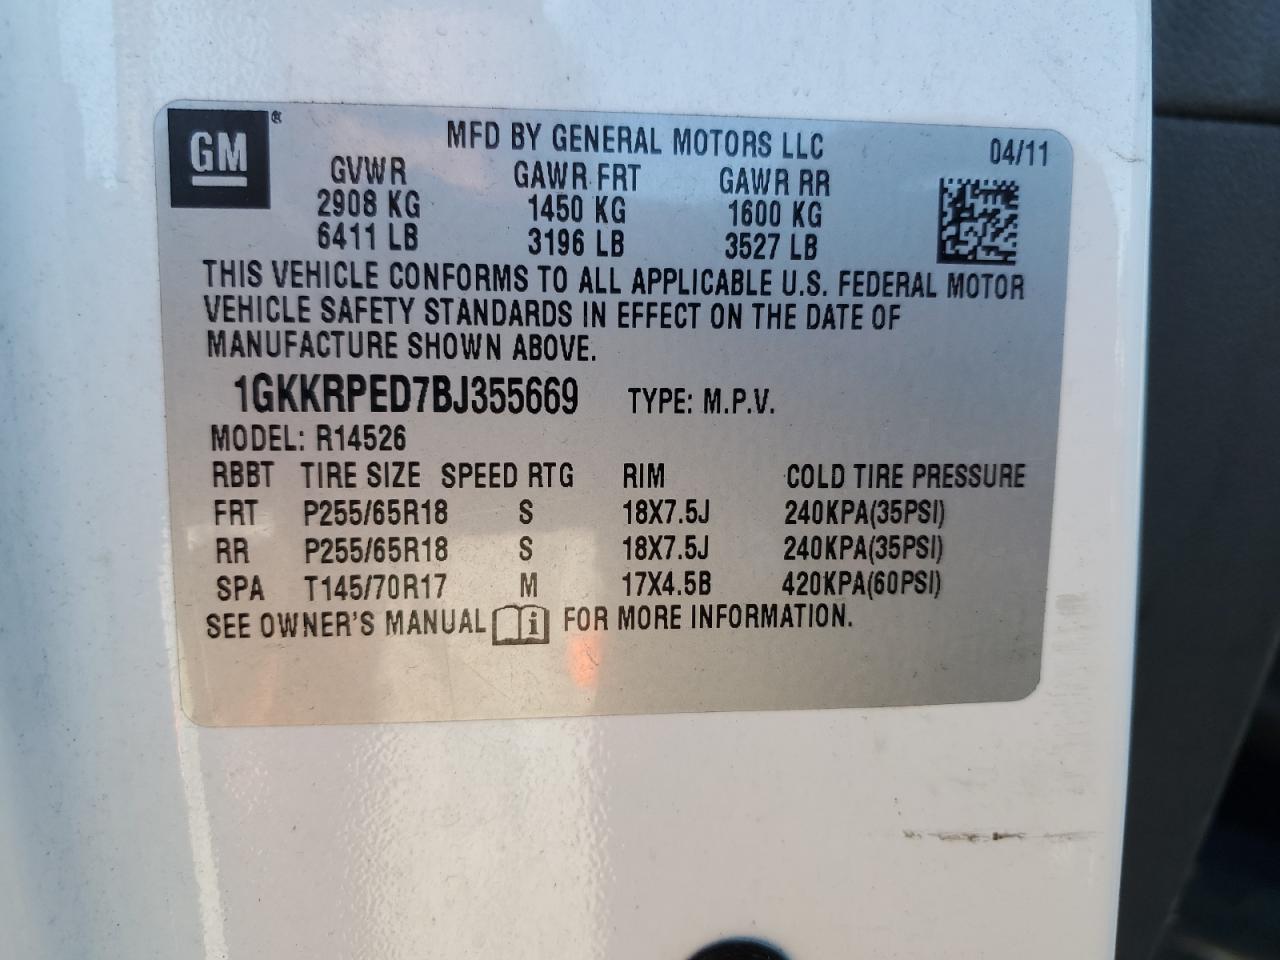 GM ® MFD BY GENERAL MOTORS LLC 04/11
GVWR GAWR FRT GAWR RR
2908 KG 1450 KG 1600 KG
6411 LB 3196 LB 3527 LB
THIS VEHICLE CONFORMS TO ALL APPLICABLE U.S. FEDERAL MOTOR
VEHICLE SAFETY STANDARDS IN EFFECT ON THE DATE OF
MANUFACTURE SHOWN ABOVE.
1GKKRPED7BJ355669 TYPE: M.P.V.
MODEL: R14526
RBBT TIRE SIZE SPEED RTG RIM COLD TIRE PRESSURE
FRT P255/65R18 S 18X7.5J 240KPA(35PSI)
RR P255/65R18 S 18X7.5J 240KPA(35PSI)
SPA T145/70R17 M 17X4.5B 420KPA(60PSI)
SEE OWNER'S MANUAL i FOR MORE INFORMATION.